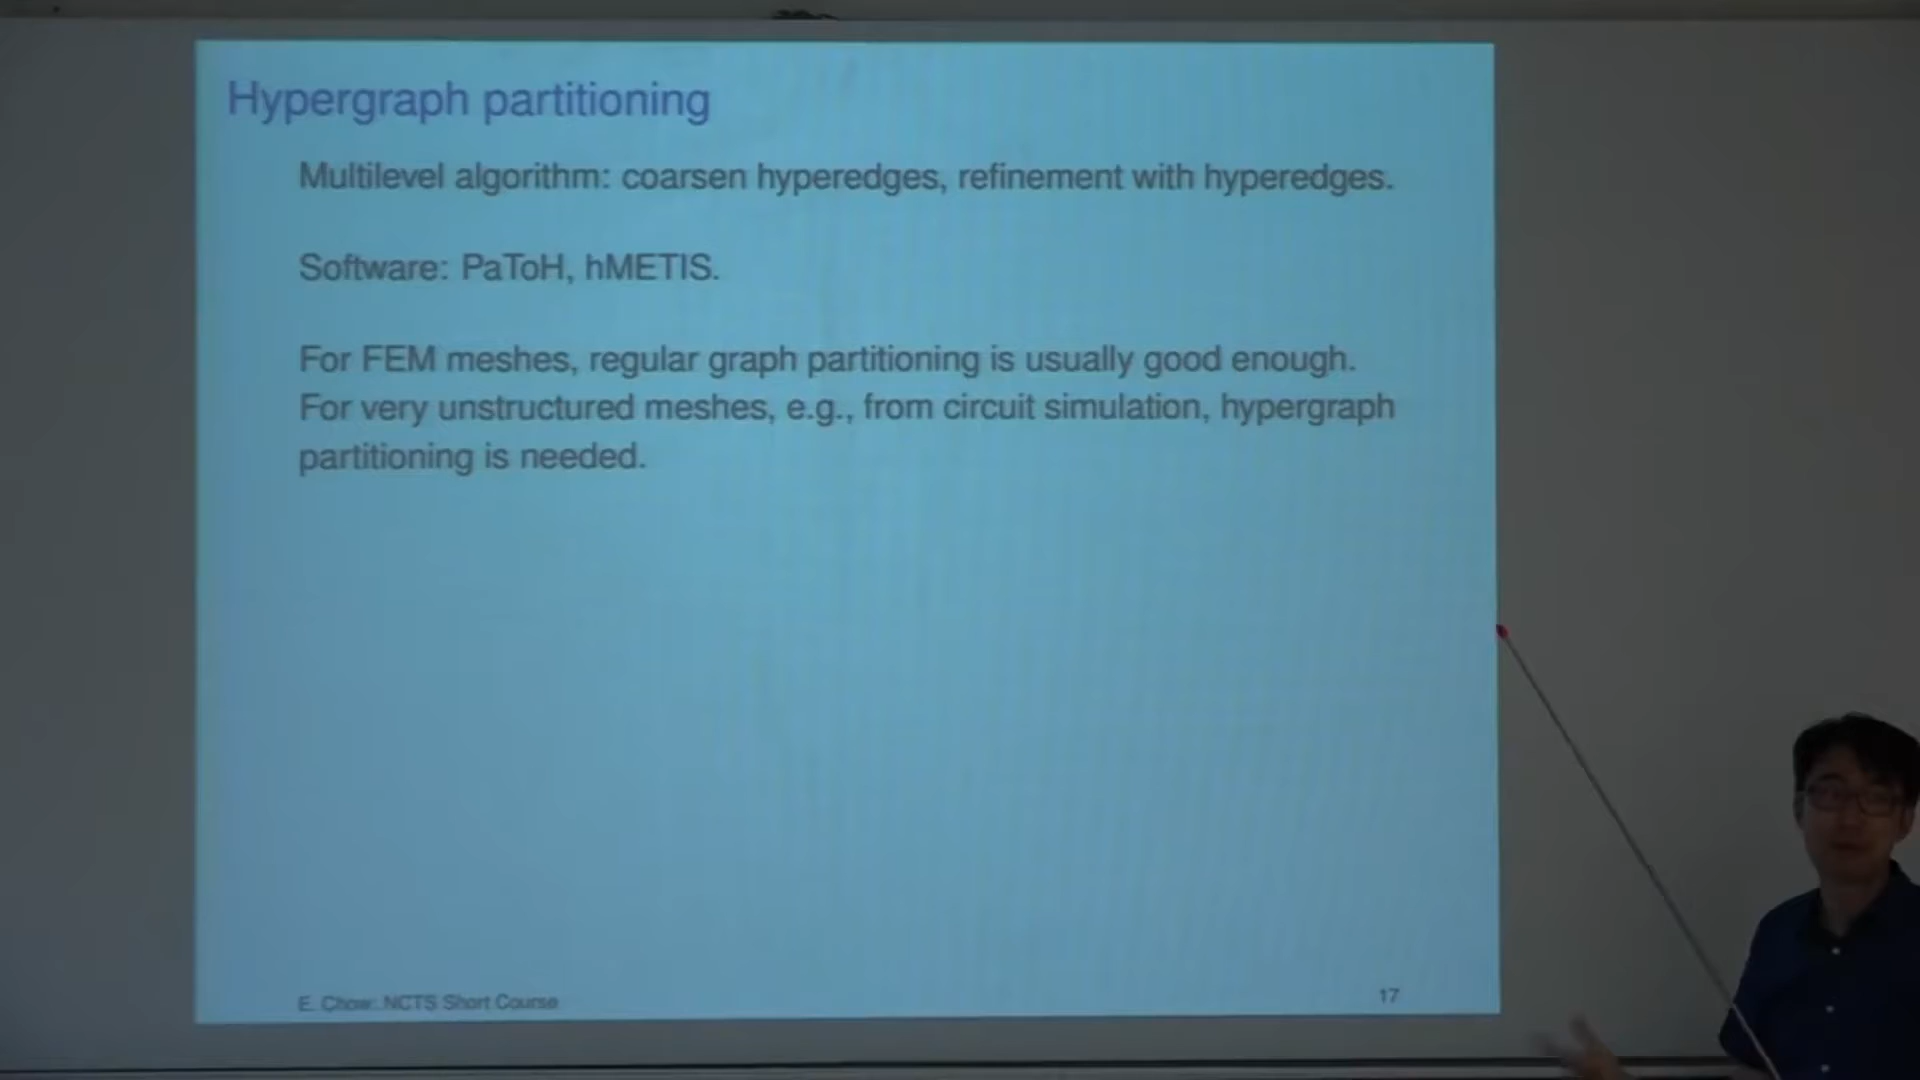 Hypergraph partitioning
Multilevel algorithm: coarsen hyperedges, refinement with hyperedges.
Software: PaToH, hMETIS.
For FEM meshes, regular graph partitioning is usually good enough.
For very unstructured meshes, e.g., from circuit simulation, hypergraph
partitioning is needed.
E. Chow: NCTS Short Course
17